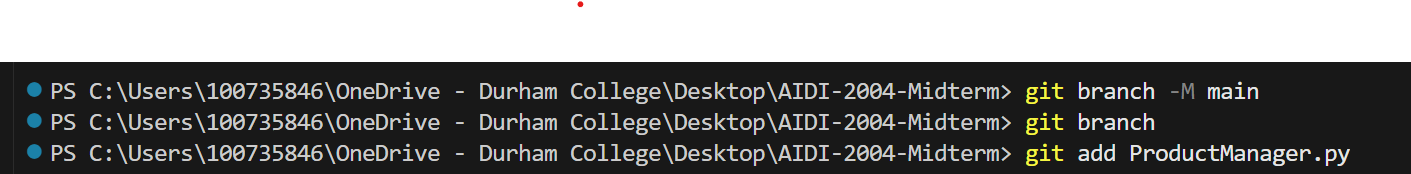 PS C:\Users\100735846\OneDrive - Durham College\Desktop\AIDI-2004-Midterm> git branch -M main
PS C:\Users\100735846\OneDrive - Durham College\Desktop\AIDI-2004-Midterm> git branch
PS C:\Users\100735846\OneDrive - Durham College\Desktop\AIDI-2004-Midterm> git add ProductManager.py